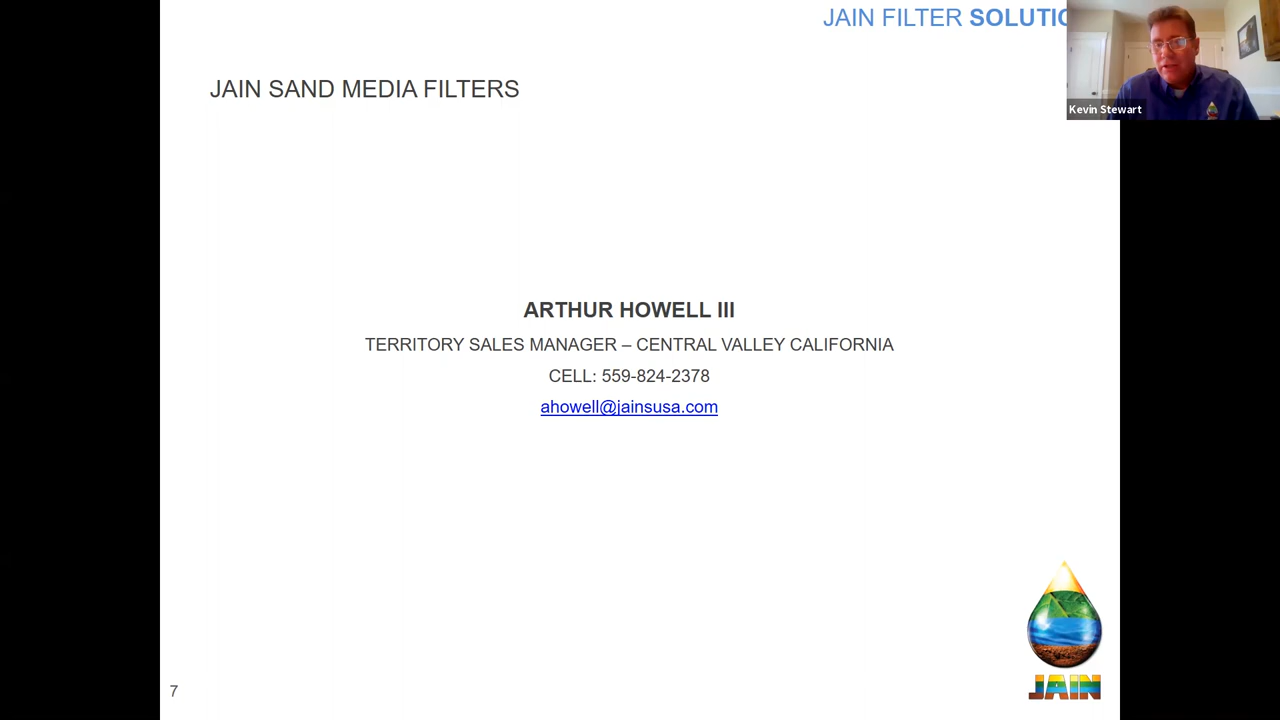 JAIN FILTER SOLUTIO
Kevin Stewart
JAIN SAND MEDIA FILTERS
ARTHUR HOWELL III
TERRITORY SALES MANAGER – CENTRAL VALLEY CALIFORNIA
CELL: 559-824-2378
ahowell@jainsusa.com
JAIN
7